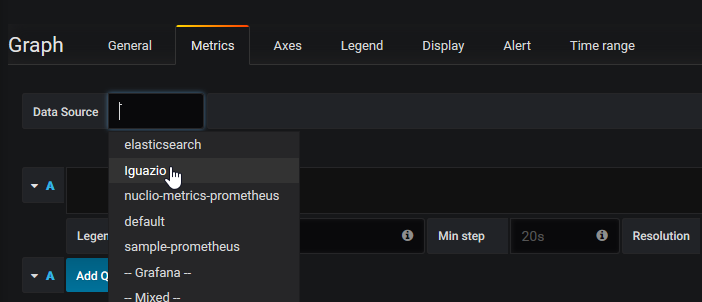 Graph General Metrics Axes Legend Display Alert Time range
Data Source
elasticsearch
Iguazio
A
nuclio-metrics-prometheus
default
Legen Min step 20s Resolution
sample-prometheus
-- Grafana --
A Add Q
-- Mixed --